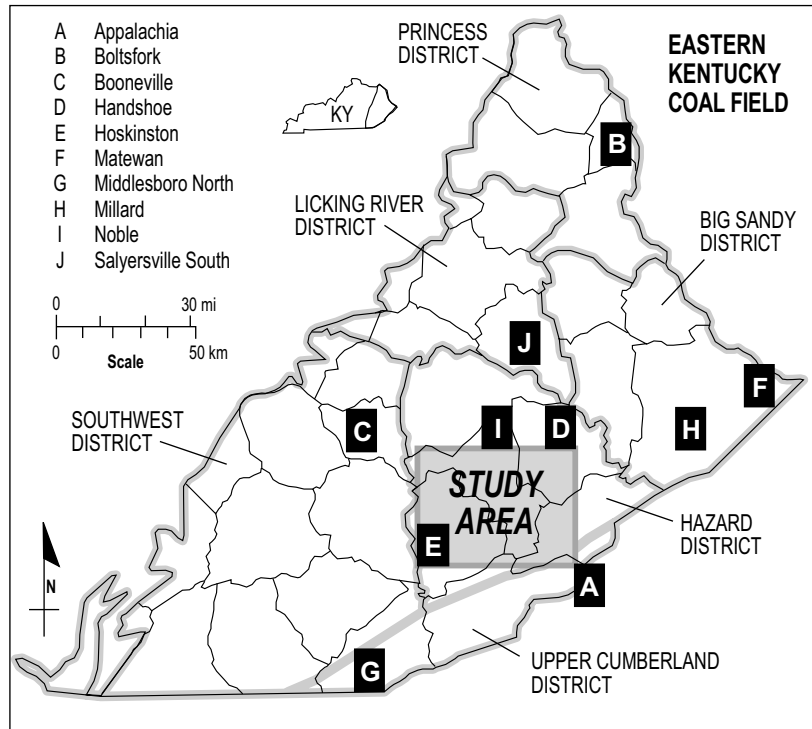 A Appalachia
B Boltsfork
C Booneville
D Handshoe
E Hoskinston
F Matewan
G Middlesboro North
H Millard
I Noble
J Salyersville South
0 30 mi
0 50 km
Scale
KY
PRINCESS
DISTRICT
EASTERN
KENTUCKY
COAL FIELD
B
LICKING RIVER
DISTRICT
BIG SANDY
DISTRICT
J
F
SOUTHWEST
DISTRICT
C
I
D
H
STUDY
AREA
E
HAZARD
DISTRICT
N
A
G
UPPER CUMBERLAND
DISTRICT